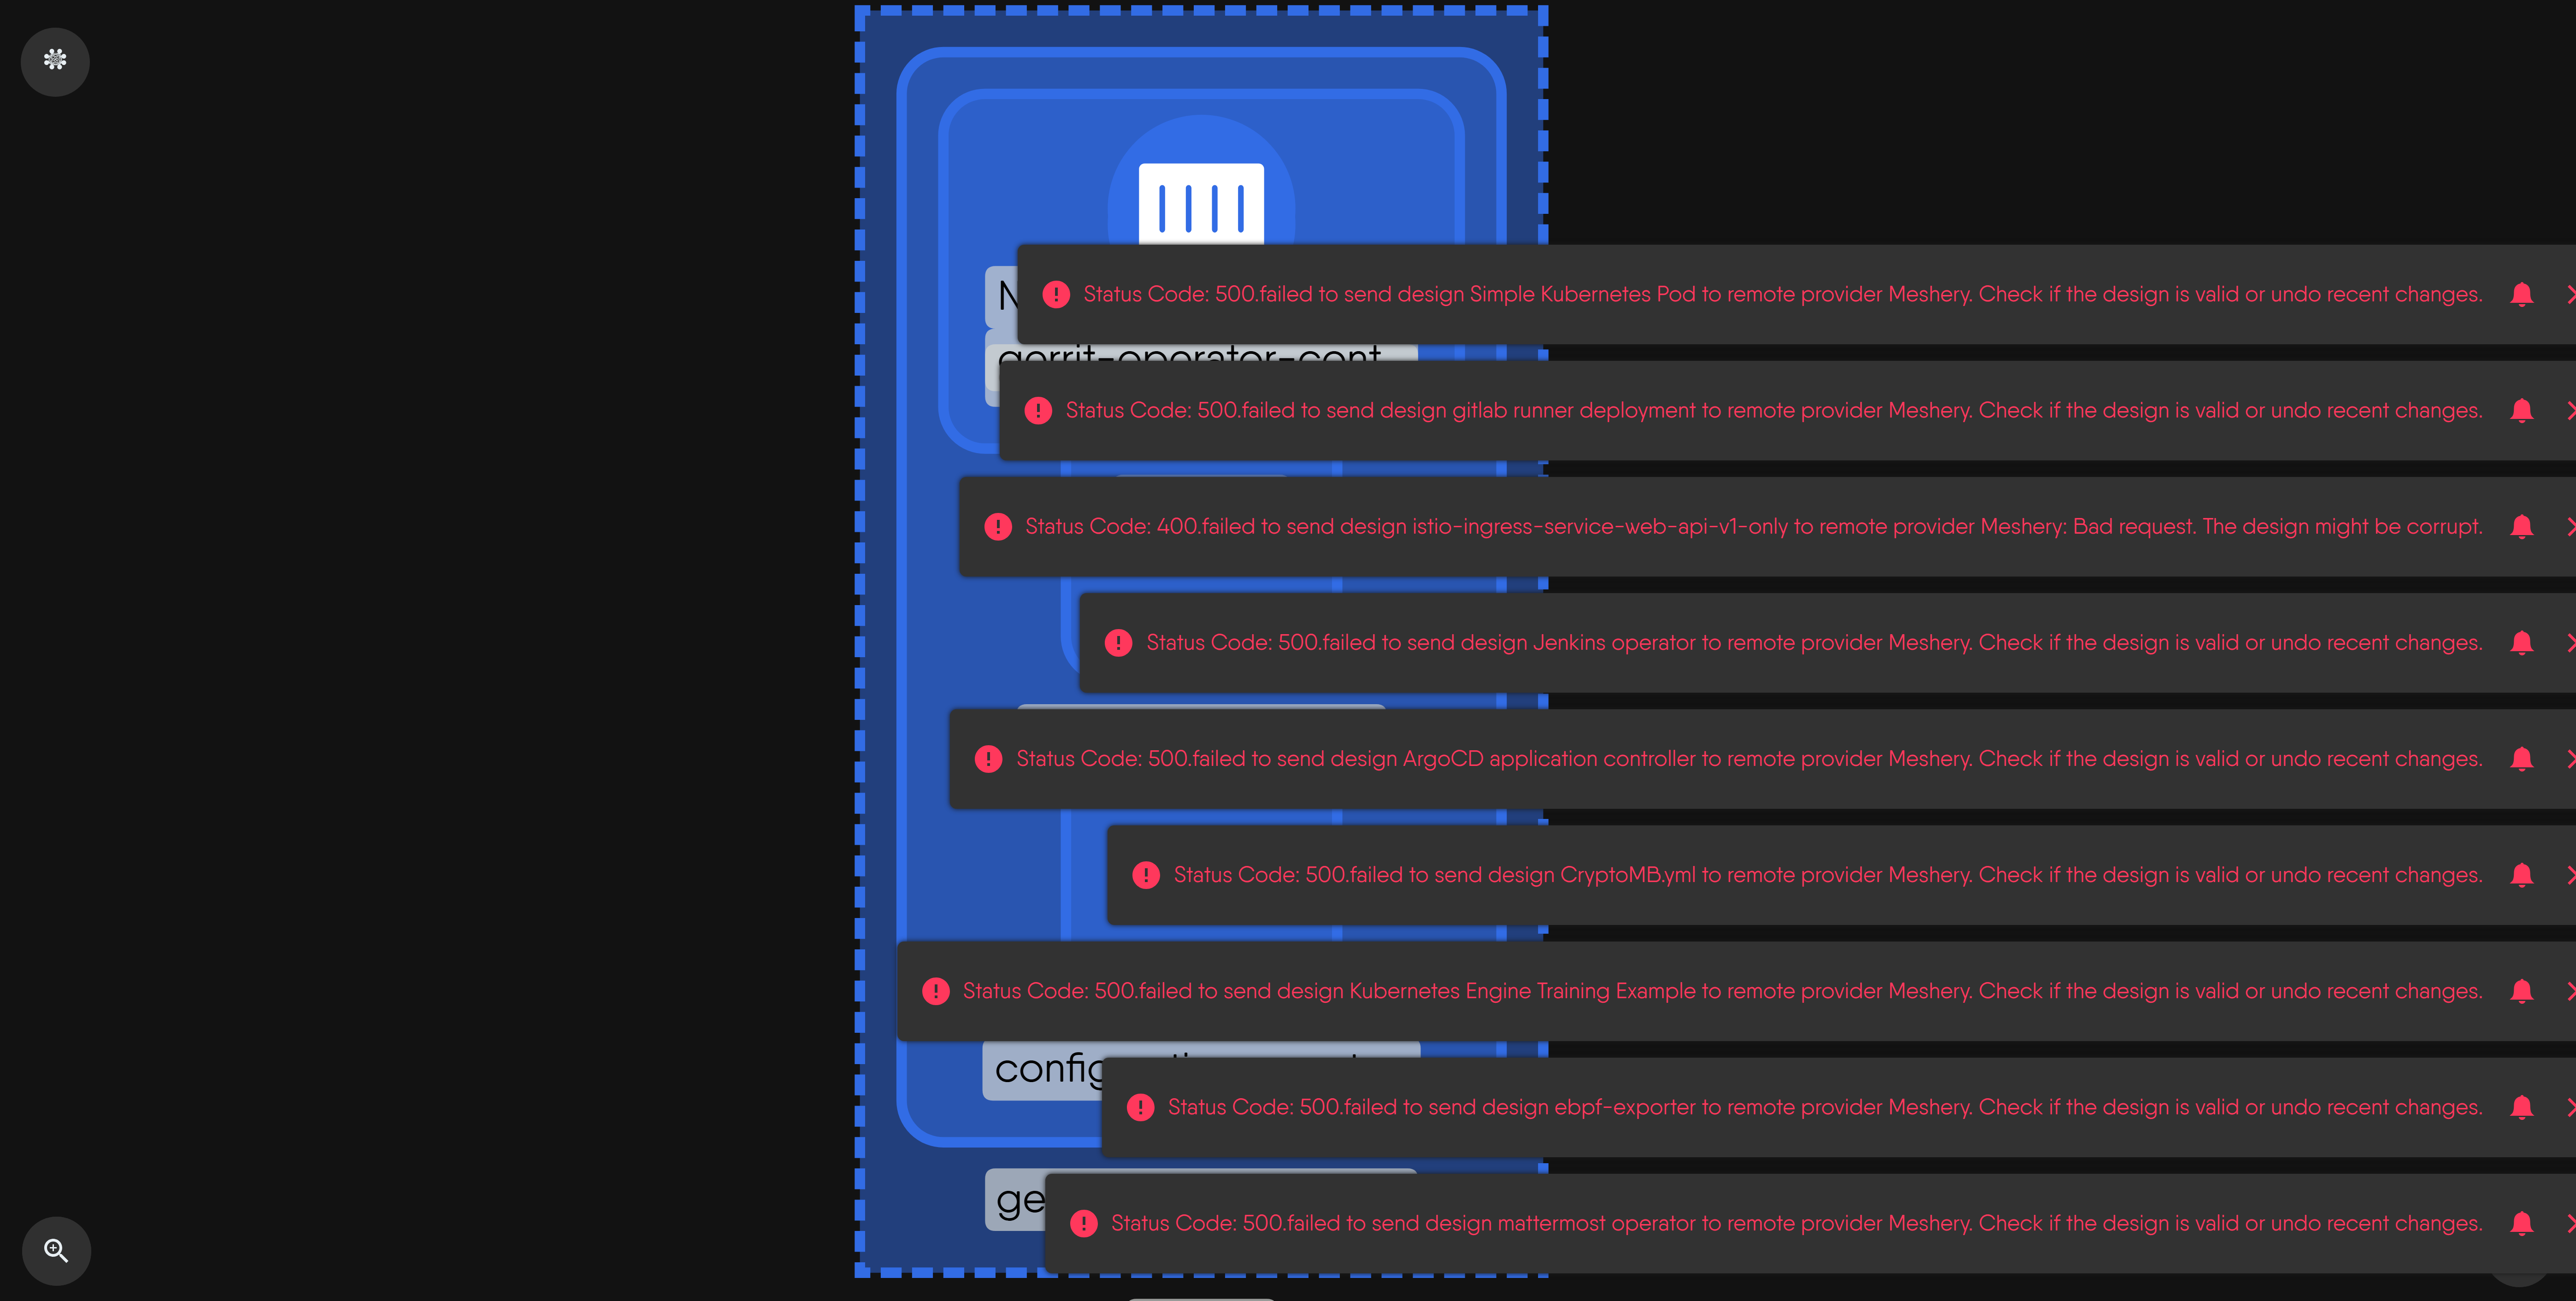 Status Code: 500.failed to send design Simple Kubernetes Pod to remote provider Meshery. Check if the design is valid or undo recent changes.
gerrit-operator-cont
Status Code: 500.failed to send design gitlab runner deployment to remote provider Meshery. Check if the design is valid or undo recent changes.
Status Code: 400.failed to send design istio-ingress-service-web-api-v1-only to remote provider Meshery: Bad request. The design might be corrupt.
Status Code: 500.failed to send design Jenkins operator to remote provider Meshery. Check if the design is valid or undo recent changes.
Status Code: 500.failed to send design ArgoCD application controller to remote provider Meshery. Check if the design is valid or undo recent changes.
Status Code: 500.failed to send design CryptoMB.yml to remote provider Meshery. Check if the design is valid or undo recent changes.
Status Code: 500.failed to send design Kubernetes Engine Training Example to remote provider Meshery. Check if the design is valid or undo recent changes.
Status Code: 500.failed to send design ebpf-exporter to remote provider Meshery. Check if the design is valid or undo recent changes.
Status Code: 500.failed to send design mattermost operator to remote provider Meshery. Check if the design is valid or undo recent changes.